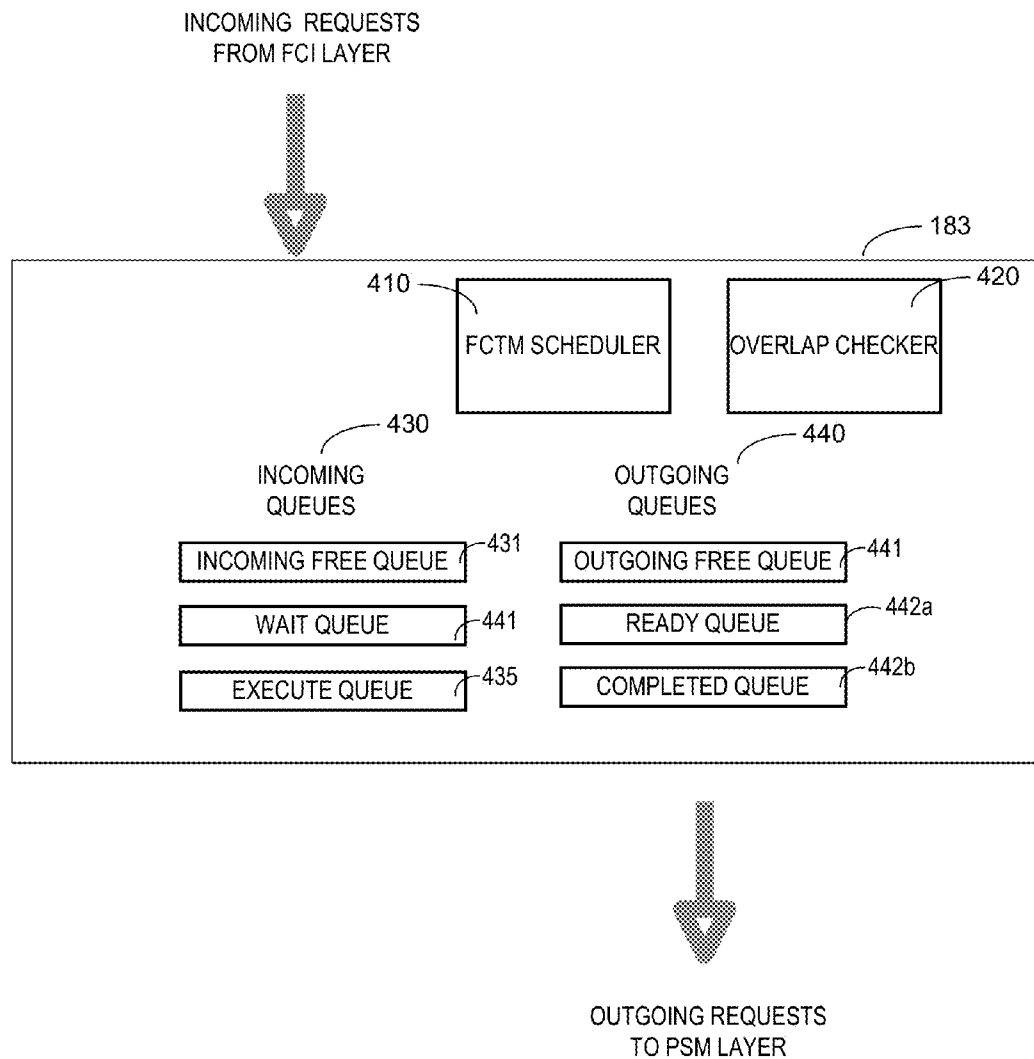 INCOMING REQUESTS
FROM FCI LAYER
183
410
420
FCTM SCHEDULER
OVERLAP CHECKER
430
440
INCOMING
QUEUES
OUTGOING
QUEUES
INCOMING FREE QUEUE
431
OUTGOING FREE QUEUE
441
WAIT QUEUE
441
READY QUEUE
442a
EXECUTE QUEUE
435
COMPLETED QUEUE
442b
OUTGOING REQUESTS
TO PSM LAYER